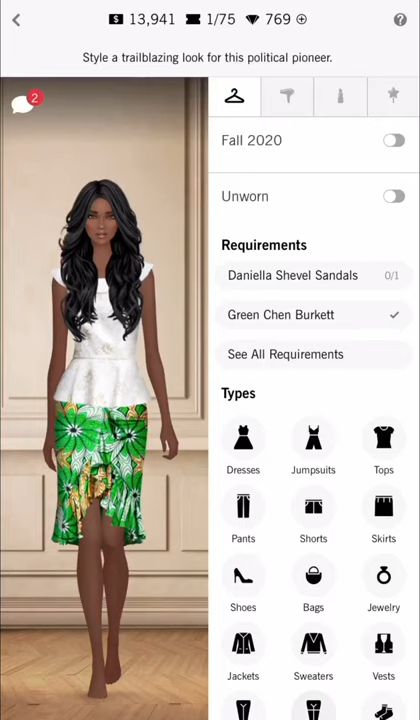 13,941 1/75 769
Style a trailblazing look for this political pioneer.
2
Fall 2020
Unworn
Requirements
Daniella Shevel Sandals 0/1
Green Chen Burkett
See All Requirements
Types
Dresses Jumpsuits Tops
Pants Shorts Skirts
Shoes Bags Jewelry
Jackets Sweaters Vests